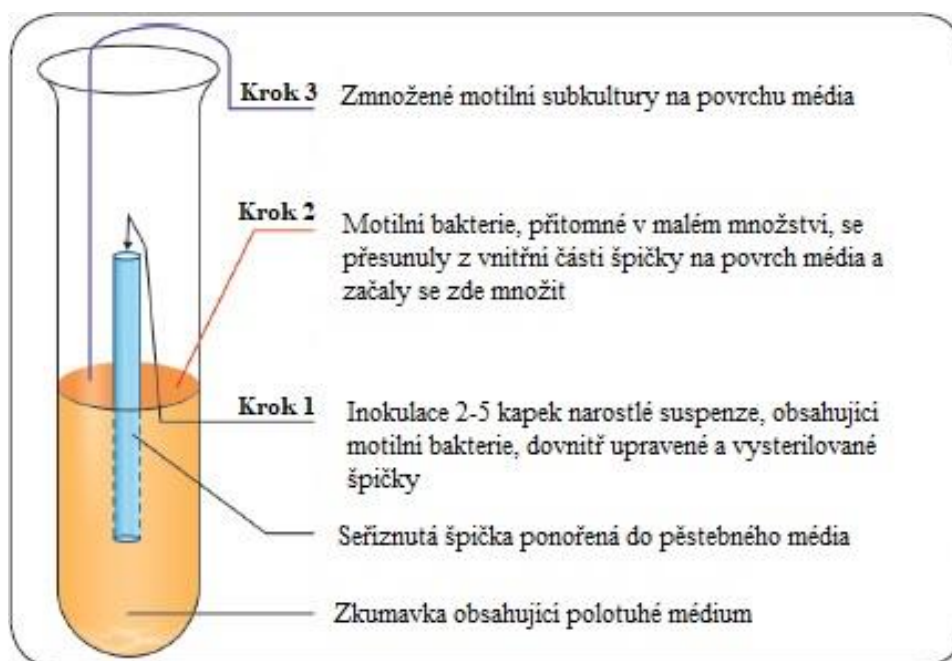 Krok 3 Zmnožené motilní subkultury na povrchu média
Krok 2 Motilní bakterie, přítomné v malém množství, se
přesunuly z vnitřní části špičky na povrch média a
začaly se zde množit
Krok 1 Inokulace 2-5 kapek narostlé suspenze, obsahující
motilní bakterie, dovnitř upravené a vysterilované
špičky
Seříznutá špička ponořená do pěstebného média
Zkumavka obsahující polotuhé médium